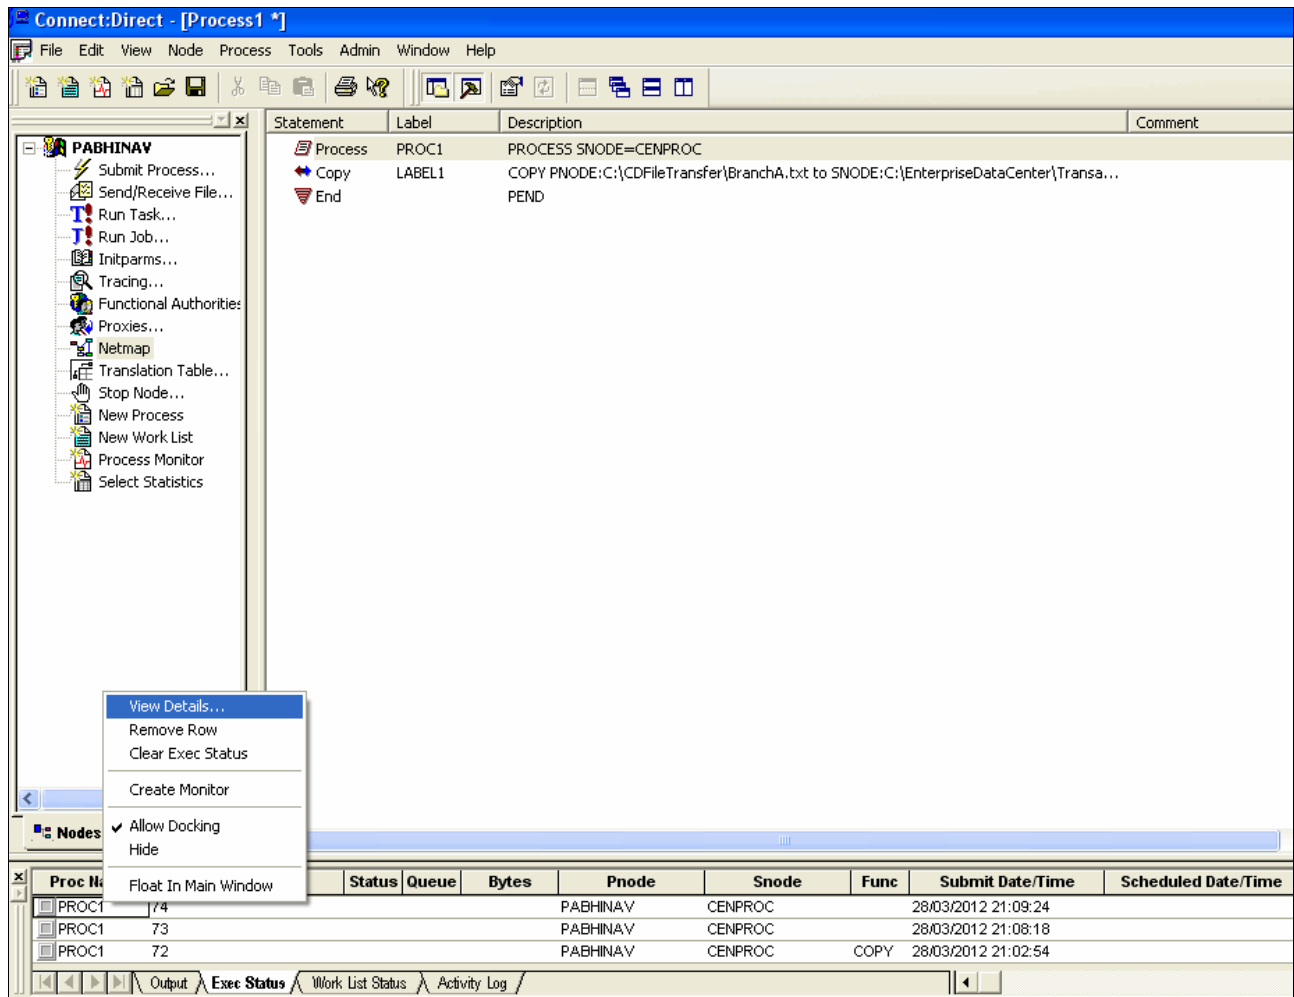 Connect:Direct - [Process1 *]
File Edit View Node Process Tools Admin Window Help
Statement Label Description Comment
Process PROC1 PROCESS SNODE=CENPROC
Copy LABEL1 COPY PNODE:C:\CDFileTransfer\BranchA.txt to SNODE:C:\EnterpriseDataCenter\Transa...
End PEND
PABHINAV
Submit Process...
Send/Receive File...
Run Task...
Run Job...
Initparms...
Tracing...
Functional Authorities
Proxies...
Netmap
Translation Table...
Stop Node...
New Process
New Work List
Process Monitor
Select Statistics
View Details...
Remove Row
Clear Exec Status
Create Monitor
Allow Docking
Hide
Float In Main Window
Nodes
Proc Na Status Queue Bytes Pnode Snode Func Submit Date/Time Scheduled Date/Time
PROC1 74 PABHINAV CENPROC 28/03/2012 21:09:24
PROC1 73 PABHINAV CENPROC 28/03/2012 21:08:18
PROC1 72 PABHINAV CENPROC COPY 28/03/2012 21:02:54
Output Exec Status Work List Status Activity Log